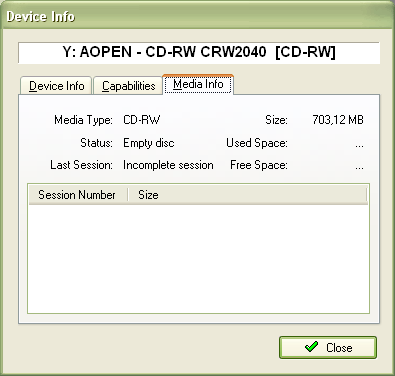 Device Info
Y: AOPEN - CD-RW CRW2040 [CD-RW]
Device Info Capabilities Media Info
Media Type: CD-RW Size: 703,12 MB
Status: Empty disc Used Space: ...
Last Session: Incomplete session Free Space: ...
Session Number Size
Close